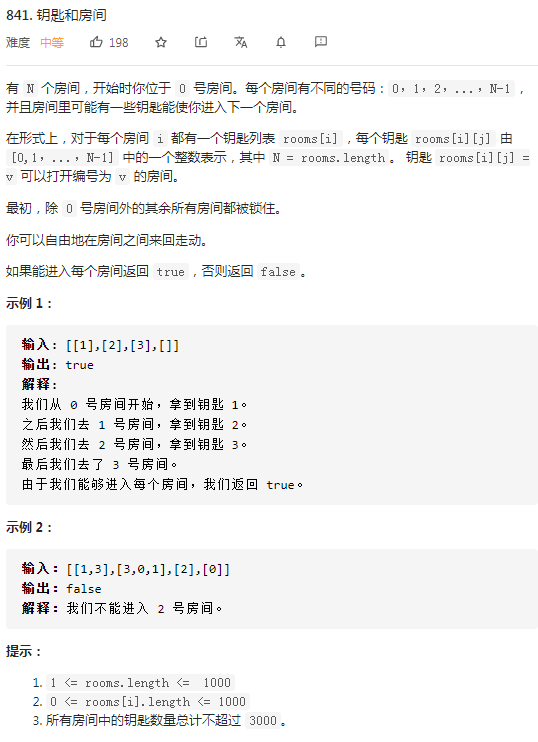 841. 钥匙和房间
难度 中等 198
有 N 个房间，开始时你位于 0 号房间。每个房间有不同的号码：0，1，2，...，N-1，
并且房间里可能有一些钥匙能使你进入下一个房间。
在形式上，对于每个房间 i 都有一个钥匙列表 rooms[i]，每个钥匙 rooms[i][j] 由
[0,1，...，N-1] 中的一个整数表示，其中 N = rooms.length。 钥匙 rooms[i][j] =
v 可以打开编号为 v 的房间。
最初，除 0 号房间外的其余所有房间都被锁住。
你可以自由地在房间之间来回走动。
如果能进入每个房间返回 true，否则返回 false。
示例 1：
输入: [[1],[2],[3],[]]
输出: true
解释:
我们从 0 号房间开始，拿到钥匙 1。
之后我们去 1 号房间，拿到钥匙 2。
然后我们去 2 号房间，拿到钥匙 3。
最后我们去了 3 号房间。
由于我们能够进入每个房间，我们返回 true。
示例 2：
输入：[[1,3],[3,0,1],[2],[0]]
输出：false
解释：我们不能进入 2 号房间。
提示：
1. 1 <= rooms.length <= 1000
2. 0 <= rooms[i].length <= 1000
3. 所有房间中的钥匙数量总计不超过 3000。